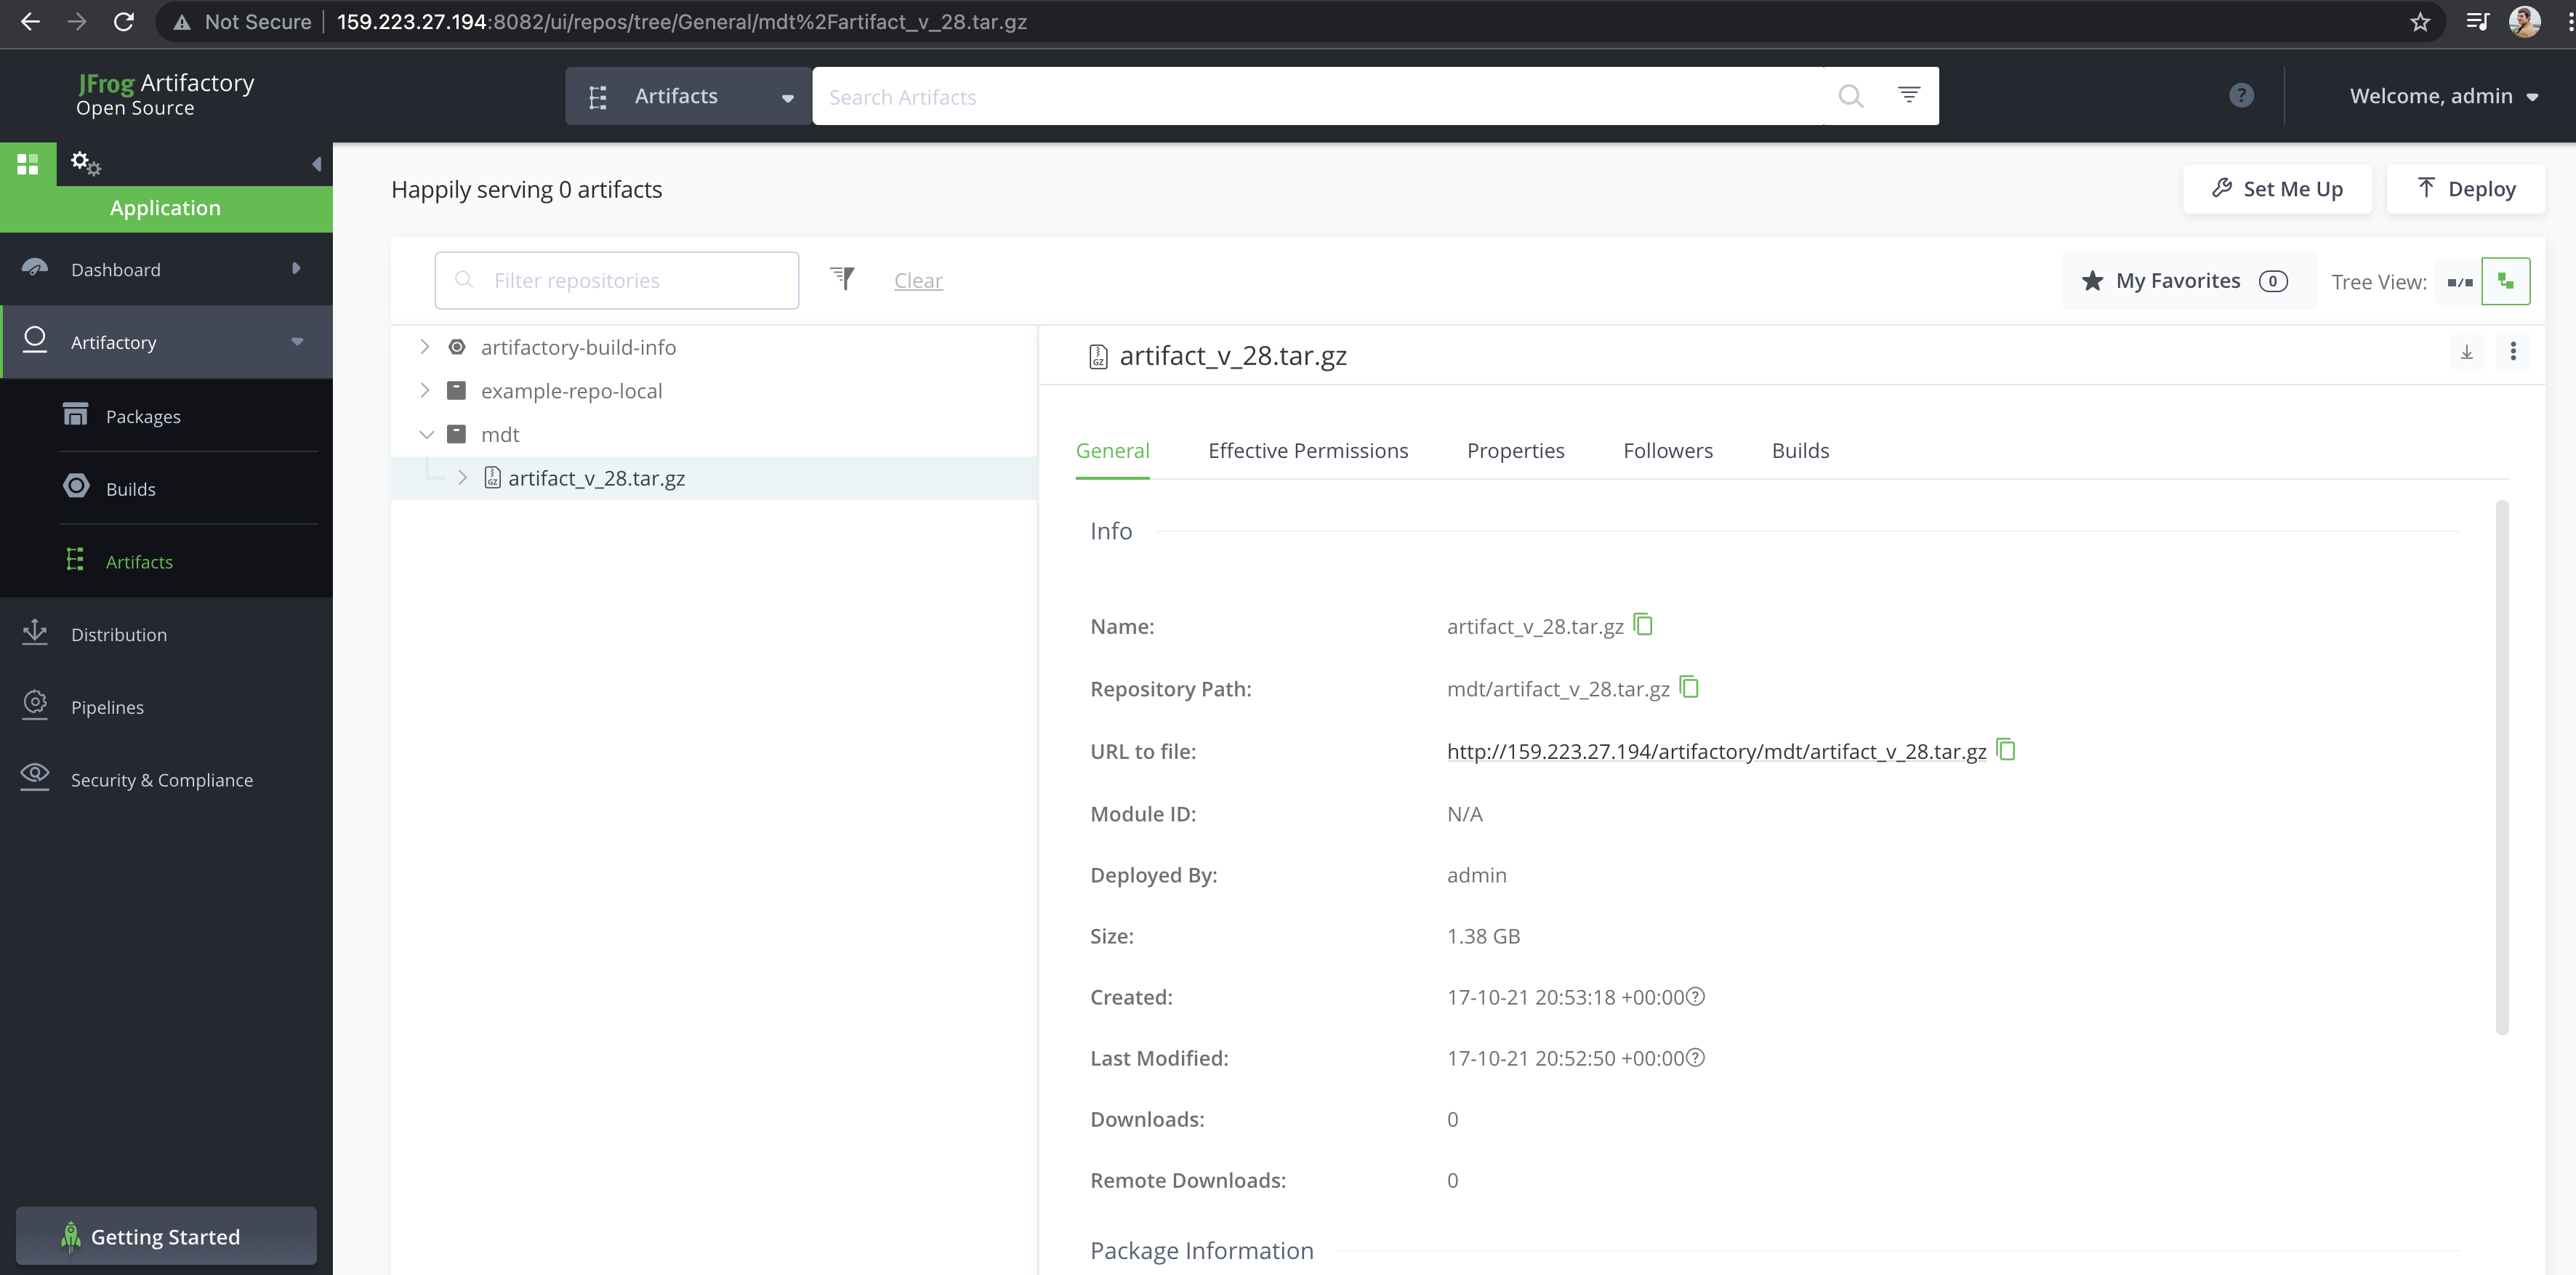 Not Secure | 159.223.27.194:8082/ui/repos/tree/General/mdt%2Fartifact_v_28.tar.gz
JFrog Artifactory
Open Source
Artifacts
Search Artifacts
?
Welcome, admin
Application
Dashboard
Artifactory
Packages
Builds
Artifacts
Distribution
Pipelines
Security & Compliance
Getting Started
Happily serving 0 artifacts
Set Me Up
Deploy
Filter repositories
Clear
My Favorites 0
Tree View:
artifactory-build-info
example-repo-local
mdt
GZ artifact_v_28.tar.gz
GZ artifact_v_28.tar.gz
General Effective Permissions Properties Followers Builds
Info
Name: artifact_v_28.tar.gz
Repository Path: mdt/artifact_v_28.tar.gz
URL to file: http://159.223.27.194/artifactory/mdt/artifact_v_28.tar.gz
Module ID: N/A
Deployed By: admin
Size: 1.38 GB
Created: 17-10-21 20:53:18 +00:00?
Last Modified: 17-10-21 20:52:50 +00:00?
Downloads: 0
Remote Downloads: 0
Package Information